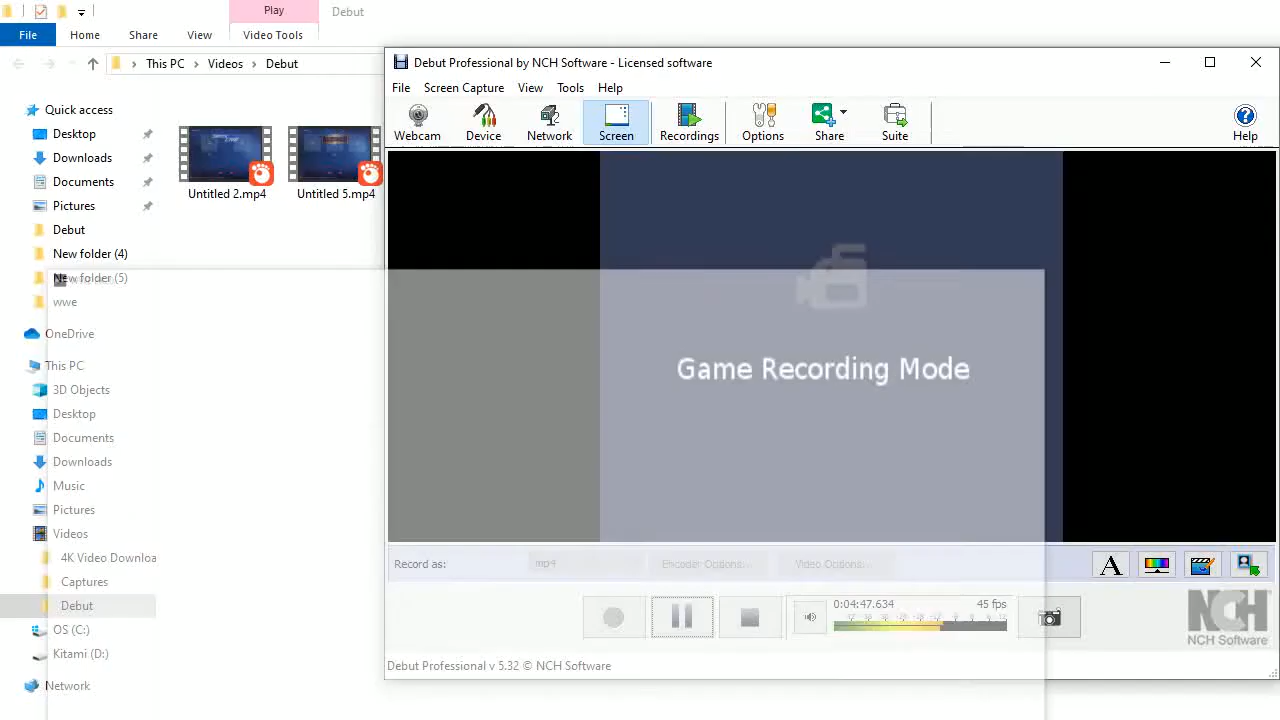 Play
Debut
File
Home
Share
View
Video Tools
This PC
Videos
Debut
Quick access
Desktop
Downloads
Documents
Pictures
Debut
New folder (4)
New folder (5)
wwe
OneDrive
This PC
3D Objects
Desktop
Documents
Downloads
Music
Pictures
Videos
4K Video Downloa
Captures
Debut
OS (C:)
Kitami (D:)
Network
Untitled 2.mp4
Untitled 5.mp4
Debut Professional by NCH Software - Licensed software
File Screen Capture View Tools Help
Webcam Device Network Screen Recordings Options Share Suite Help
Game Recording Mode
Record as: mp4 Encoder Options... Video Options...
A
0:04:47.634 45 fps
NCH
NCH Software
Debut Professional v 5.32 © NCH Software